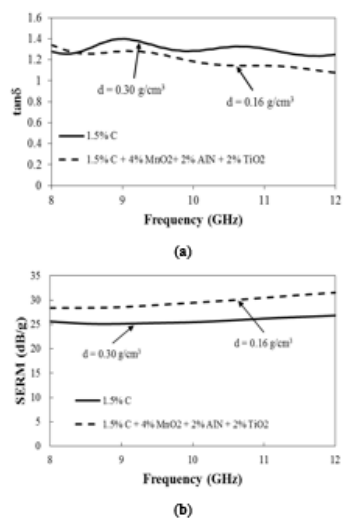 1.6
1.4
1.2
1
0.8
0.6
0.4
0.2
0
tanδ
d = 0.30 g/cm³
d = 0.16 g/cm³
1.5% C
1.5% C + 4% MnO2+ 2% AlN + 2% TiO2
8 9 10 11 12
Frequency (GHz)
(a)
35
30
25
20
15
10
5
0
SERM (dB/g)
d = 0.30 g/cm³
d = 0.16 g/cm³
1.5% C
1.5% C + 4% MnO2 + 2% AlN + 2% TiO2
8 9 10 11 12
Frequency (GHz)
(b)